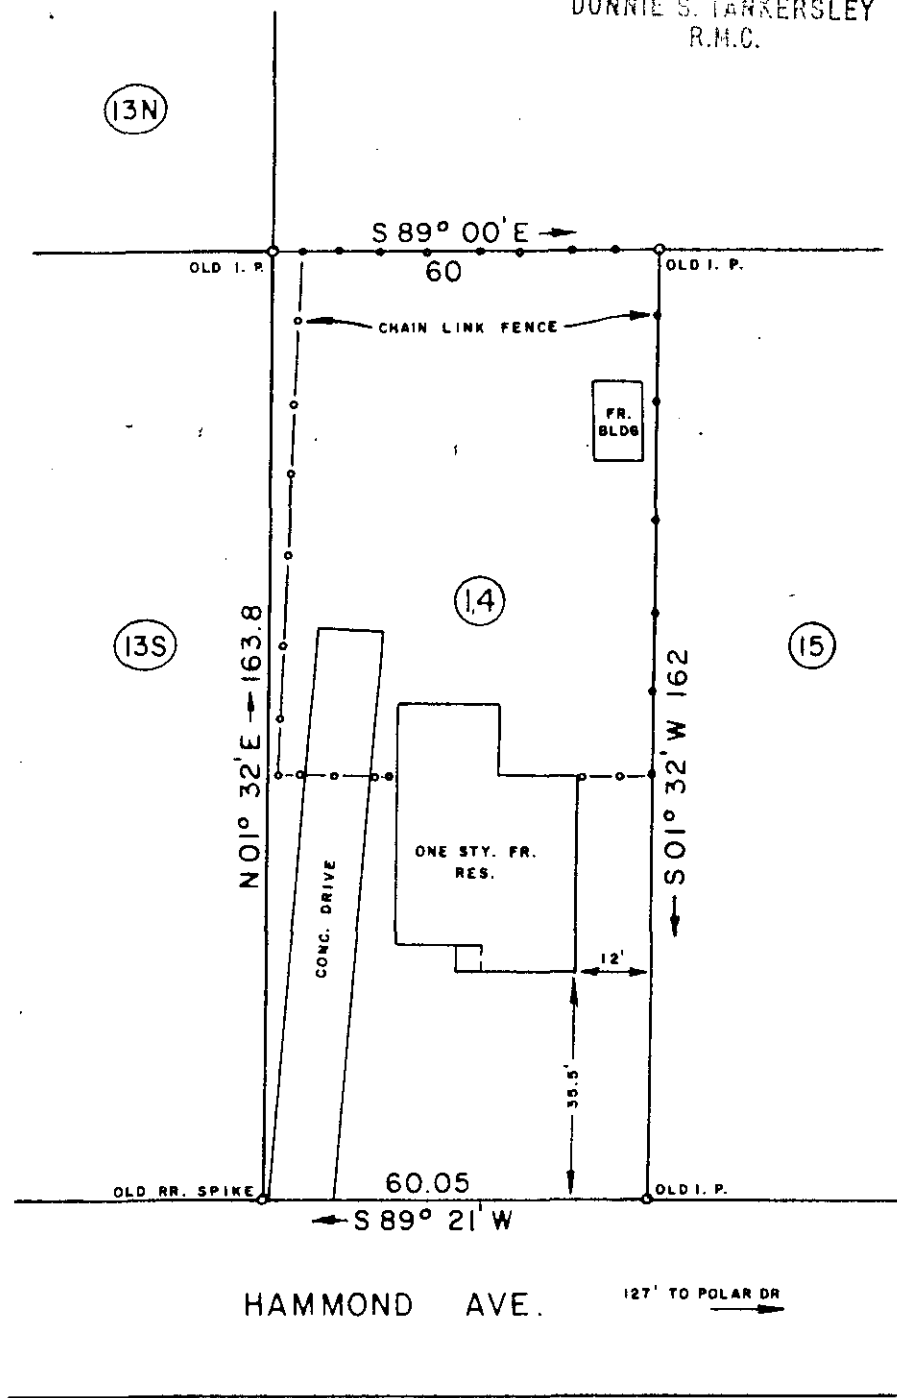 DONNIE S. TANKERSLEY
R.M.C.
13N
S 89° 00' E
OLD I. P.
60
OLD I. P.
CHAIN LINK FENCE
FR.
BLDG
14
13S
15
N 01° 32' E 163.8
S 01° 32' W 162
ONE STY. FR.
RES.
CONC. DRIVE
12'
35.5'
OLD RR. SPIKE
60.05
OLD I. P.
S 89° 21' W
HAMMOND AVE.
127' TO POLAR DR